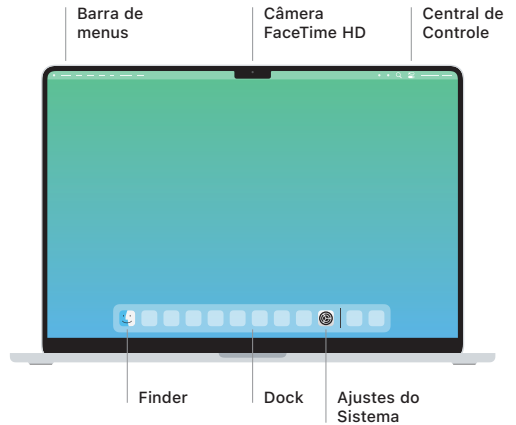 Barra de
menus
Câmera
FaceTime HD
Central de
Controle
Finder
Dock
Ajustes do
Sistema